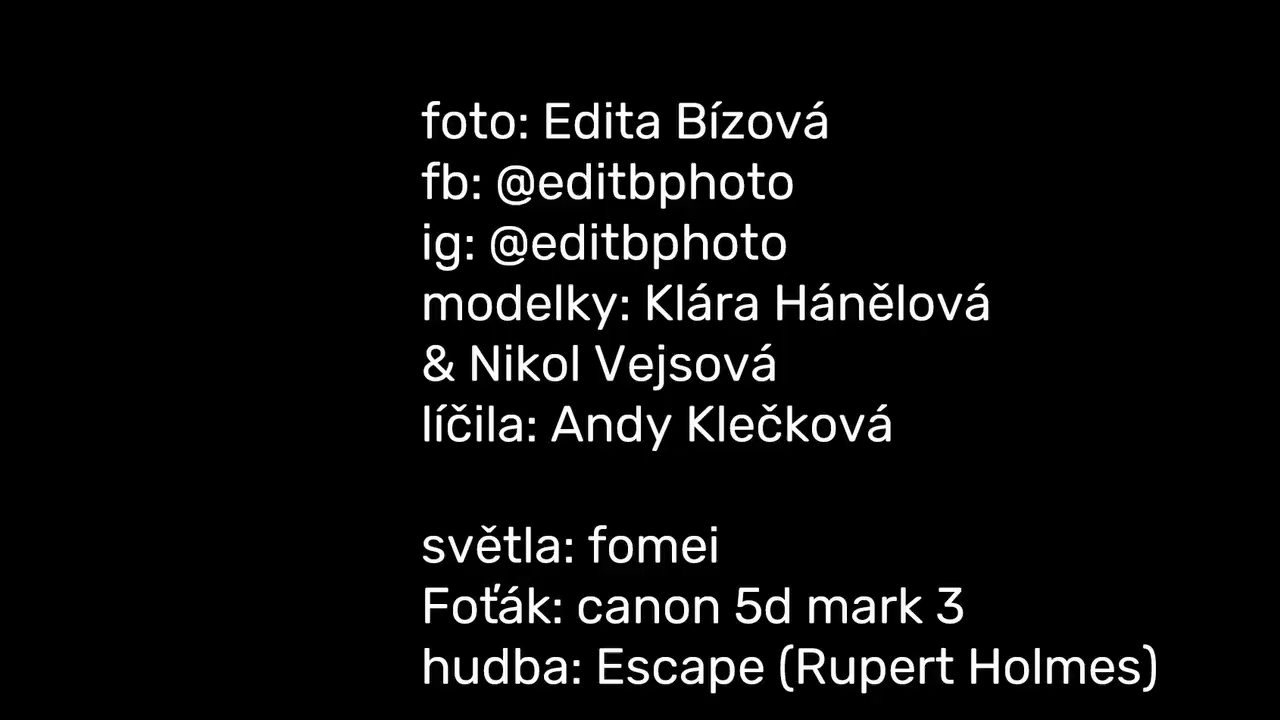 foto: Edita Bízová
fb: @editbphoto
ig: @editbphoto
modelky: Klára Hánělová
& Nikol Vejsová
líčila: Andy Klečková
světla: fomei
Foťák: canon 5d mark 3
hudba: Escape (Rupert Holmes)